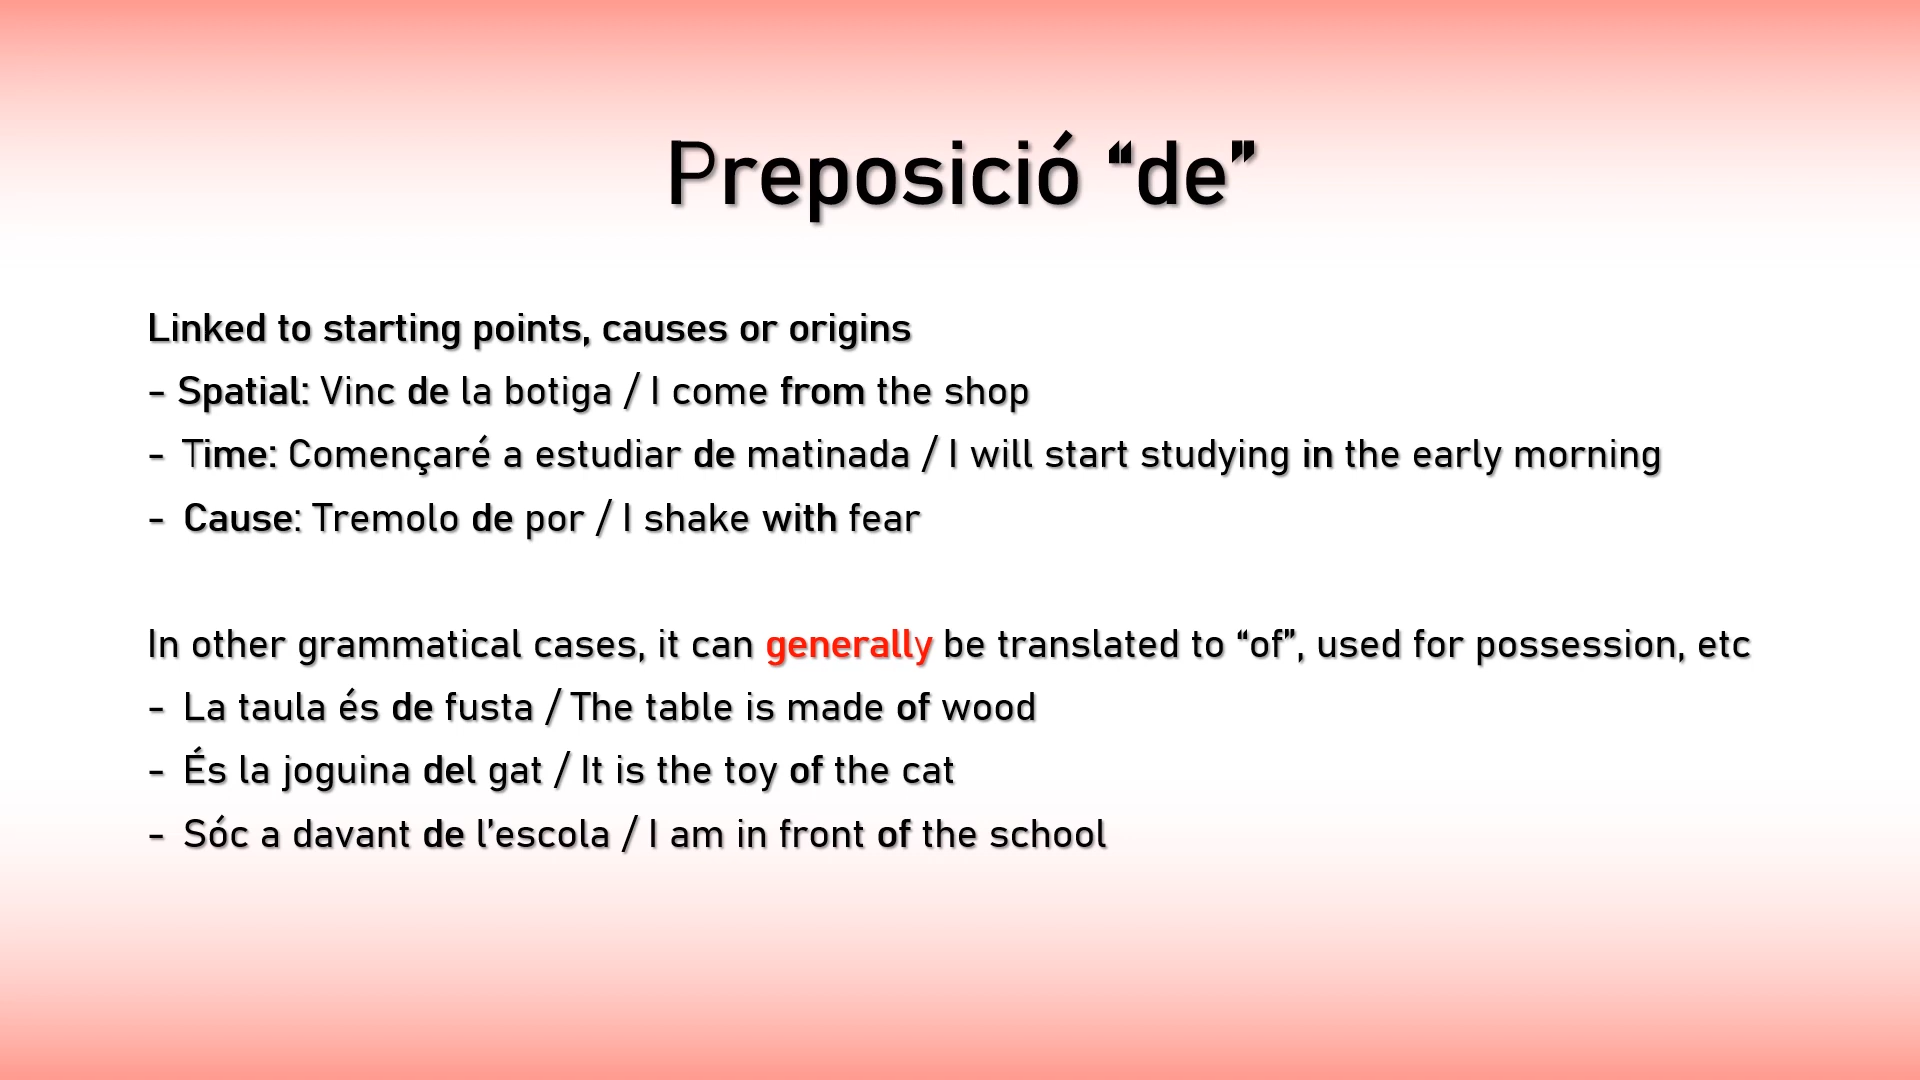 Preposició “de”
Linked to starting points, causes or origins
- Spatial: Vinc de la botiga / I come from the shop
- Time: Començaré a estudiar de matinada / I will start studying in the early morning
- Cause: Tremolo de por / I shake with fear
In other grammatical cases, it can generally be translated to “of”, used for possession, etc
- La taula és de fusta / The table is made of wood
- És la joguina del gat / It is the toy of the cat
- Sóc a davant de l’escola / I am in front of the school